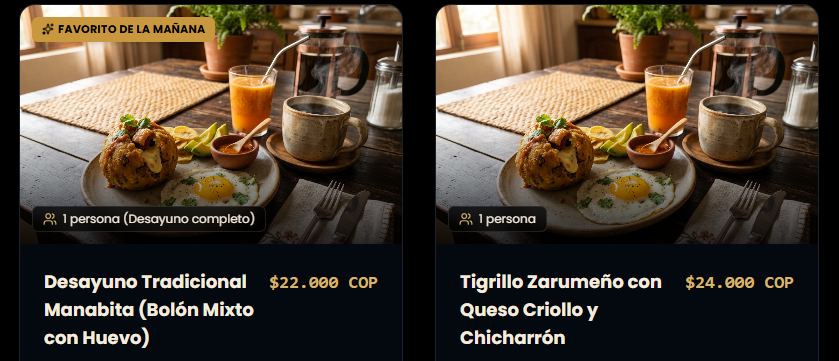 FAVORITO DE LA MAÑANA
1 persona (Desayuno completo)
Desayuno Tradicional
Manabita (Bolón Mixto
con Huevo)
$22.000 COP
1 persona
Tigrillo Zarumeño con
Queso Criollo y
Chicharrón
$24.000 COP